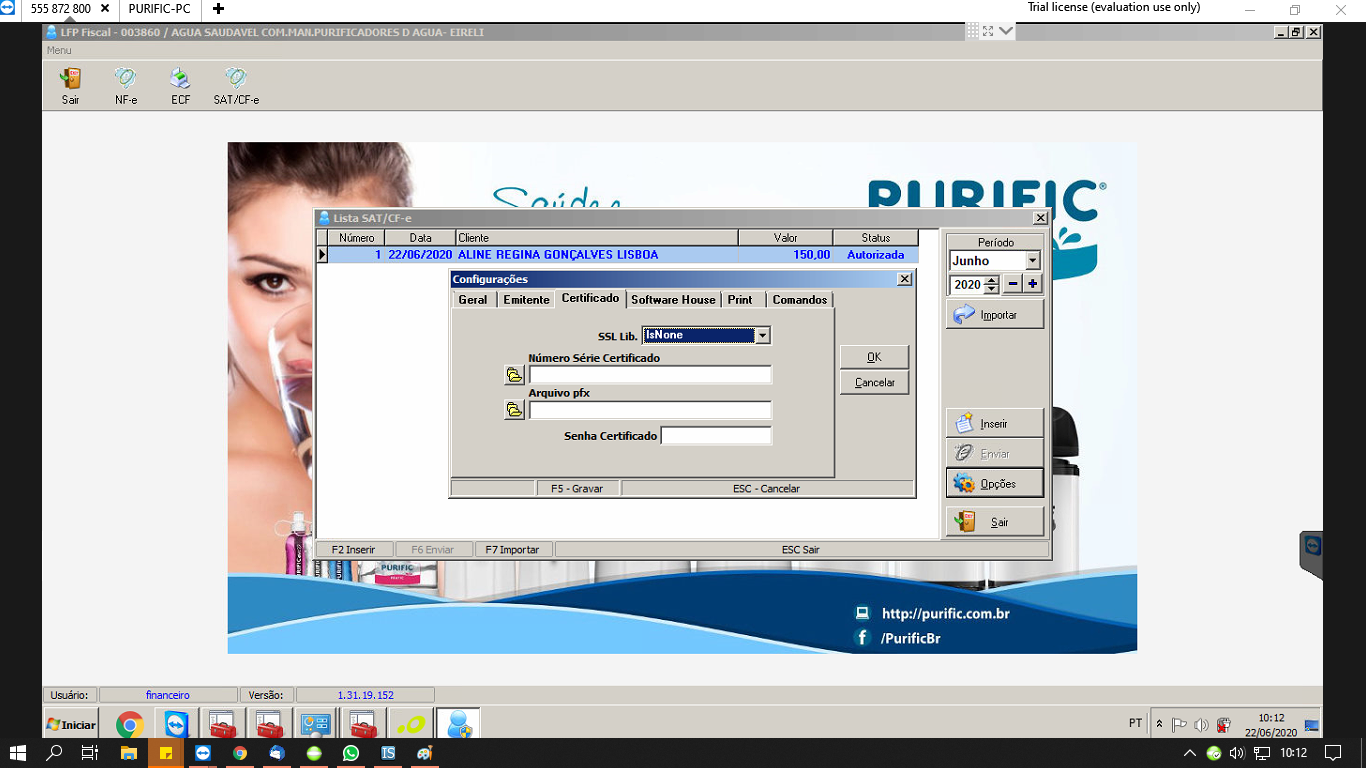 555 872 800
PURIFIC-PC
Trial license (evaluation use only)
LFP Fiscal - 003860 / AGUA SAUDAVEL COM.MAN.PURIFICADORES D AGUA- EIRELI
Menu
Sair
NF-e
ECF
SAT/CF-e
PURIFIC®
Lista SAT/CF-e
Número
Data
Cliente
Valor
Status
1 22/06/2020 ALINE REGINA GONÇALVES LISBOA 150,00 Autorizada
Período
Junho
2020
Importar
Configurações
Geral
Emitente
Certificado
Software House
Print
Comandos
SSL Lib.
lsNone
Número Série Certificado
Arquivo pfx
Senha Certificado
OK
Cancelar
F5 - Gravar
ESC - Cancelar
Inserir
Enviar
Opções
Sair
F2 Inserir
F6 Enviar
F7 Importar
ESC Sair
PURIFIC
http://purific.com.br
/PurificBr
Usuário:
financeiro
Versão:
1.31.19.152
Iniciar
PT
10:12
22/06/2020
10:12